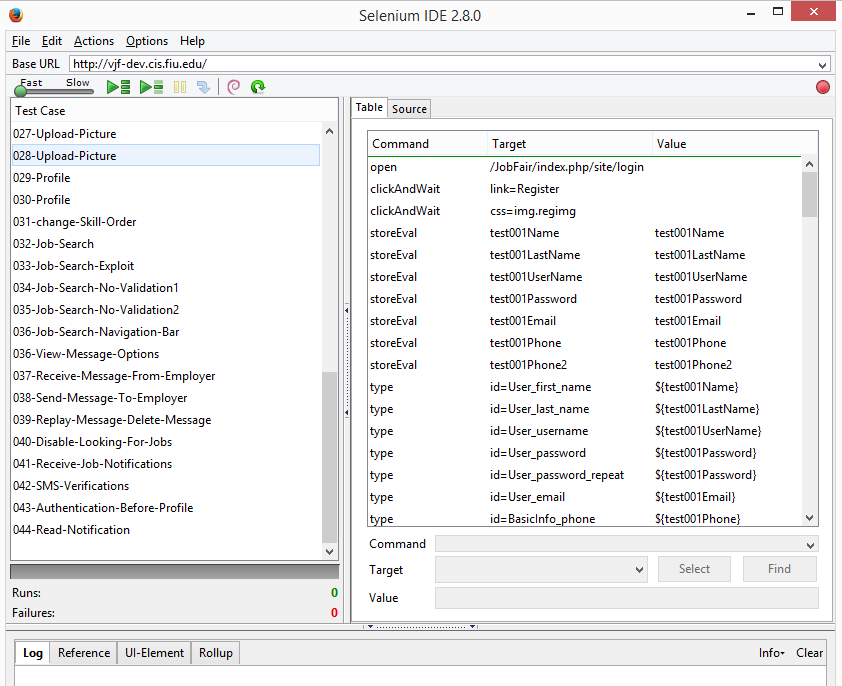 Selenium IDE 2.8.0
File Edit Actions Options Help
Base URL http://vjf-dev.cis.fiu.edu/
Fast Slow
Test Case
027-Upload-Picture
028-Upload-Picture
029-Profile
030-Profile
031-change-Skill-Order
032-Job-Search
033-Job-Search-Exploit
034-Job-Search-No-Validation1
035-Job-Search-No-Validation2
036-Job-Search-Navigation-Bar
036-View-Message-Options
037-Receive-Message-From-Employer
038-Send-Message-To-Employer
039-Replay-Message-Delete-Message
040-Disable-Looking-For-Jobs
041-Receive-Job-Notifications
042-SMS-Verifications
043-Authentication-Before-Profile
044-Read-Notification
Runs: 0
Failures: 0
Table Source
Command Target Value
open /JobFair/index.php/site/login
clickAndWait link=Register
clickAndWait css=img.regimg
storeEval test001Name test001Name
storeEval test001LastName test001LastName
storeEval test001UserName test001UserName
storeEval test001Password test001Password
storeEval test001Email test001Email
storeEval test001Phone test001Phone
storeEval test001Phone2 test001Phone2
type id=User_first_name ${test001Name}
type id=User_last_name ${test001LastName}
type id=User_username ${test001UserName}
type id=User_password ${test001Password}
type id=User_password_repeat ${test001Password}
type id=User_email ${test001Email}
type id=BasicInfo_phone ${test001Phone}
Command
Target Select Find
Value
Log Reference UI-Element Rollup Info Clear